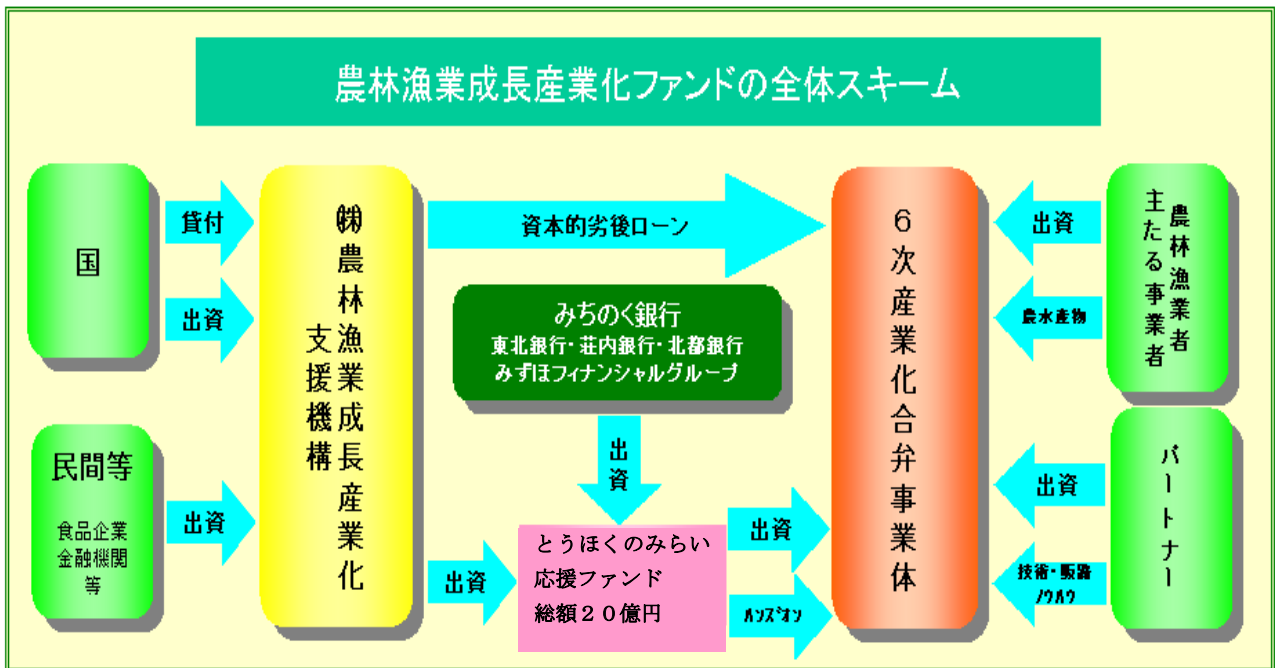 農林漁業成長産業化ファンドの全体スキーム
国
貸付
出資
民間等
食品企業
金融機関
等
出資
㈱農林漁業成長産業化
支援機構
資本的劣後ローン
みちのく銀行
東北銀行・荘内銀行・北都銀行
みずほフィナンシャルグループ
出資
出資
とうほくのみらい
応援ファンド
総額２０億円
出資
ﾊﾝｽﾞｵﾝ
６次産業化合弁事業体
出資
農水産物
農林漁業者
主たる事業者
出資
技術・販路
ﾉｳﾊｳ
パートナー